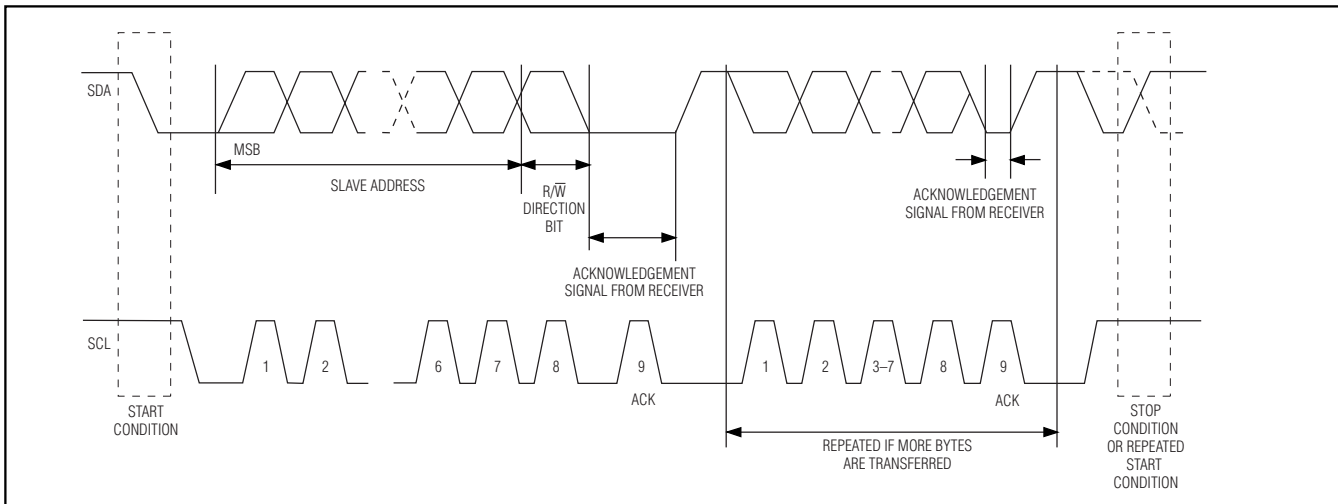 SDA
MSB
SLAVE ADDRESS
R/W̅
DIRECTION
BIT
ACKNOWLEDGEMENT
SIGNAL FROM RECEIVER
ACKNOWLEDGEMENT
SIGNAL FROM RECEIVER
SCL
1 2 6 7 8 9 1 2 3–7 8 9
ACK ACK
START
CONDITION
REPEATED IF MORE BYTES
ARE TRANSFERRED
STOP
CONDITION
OR REPEATED
START
CONDITION